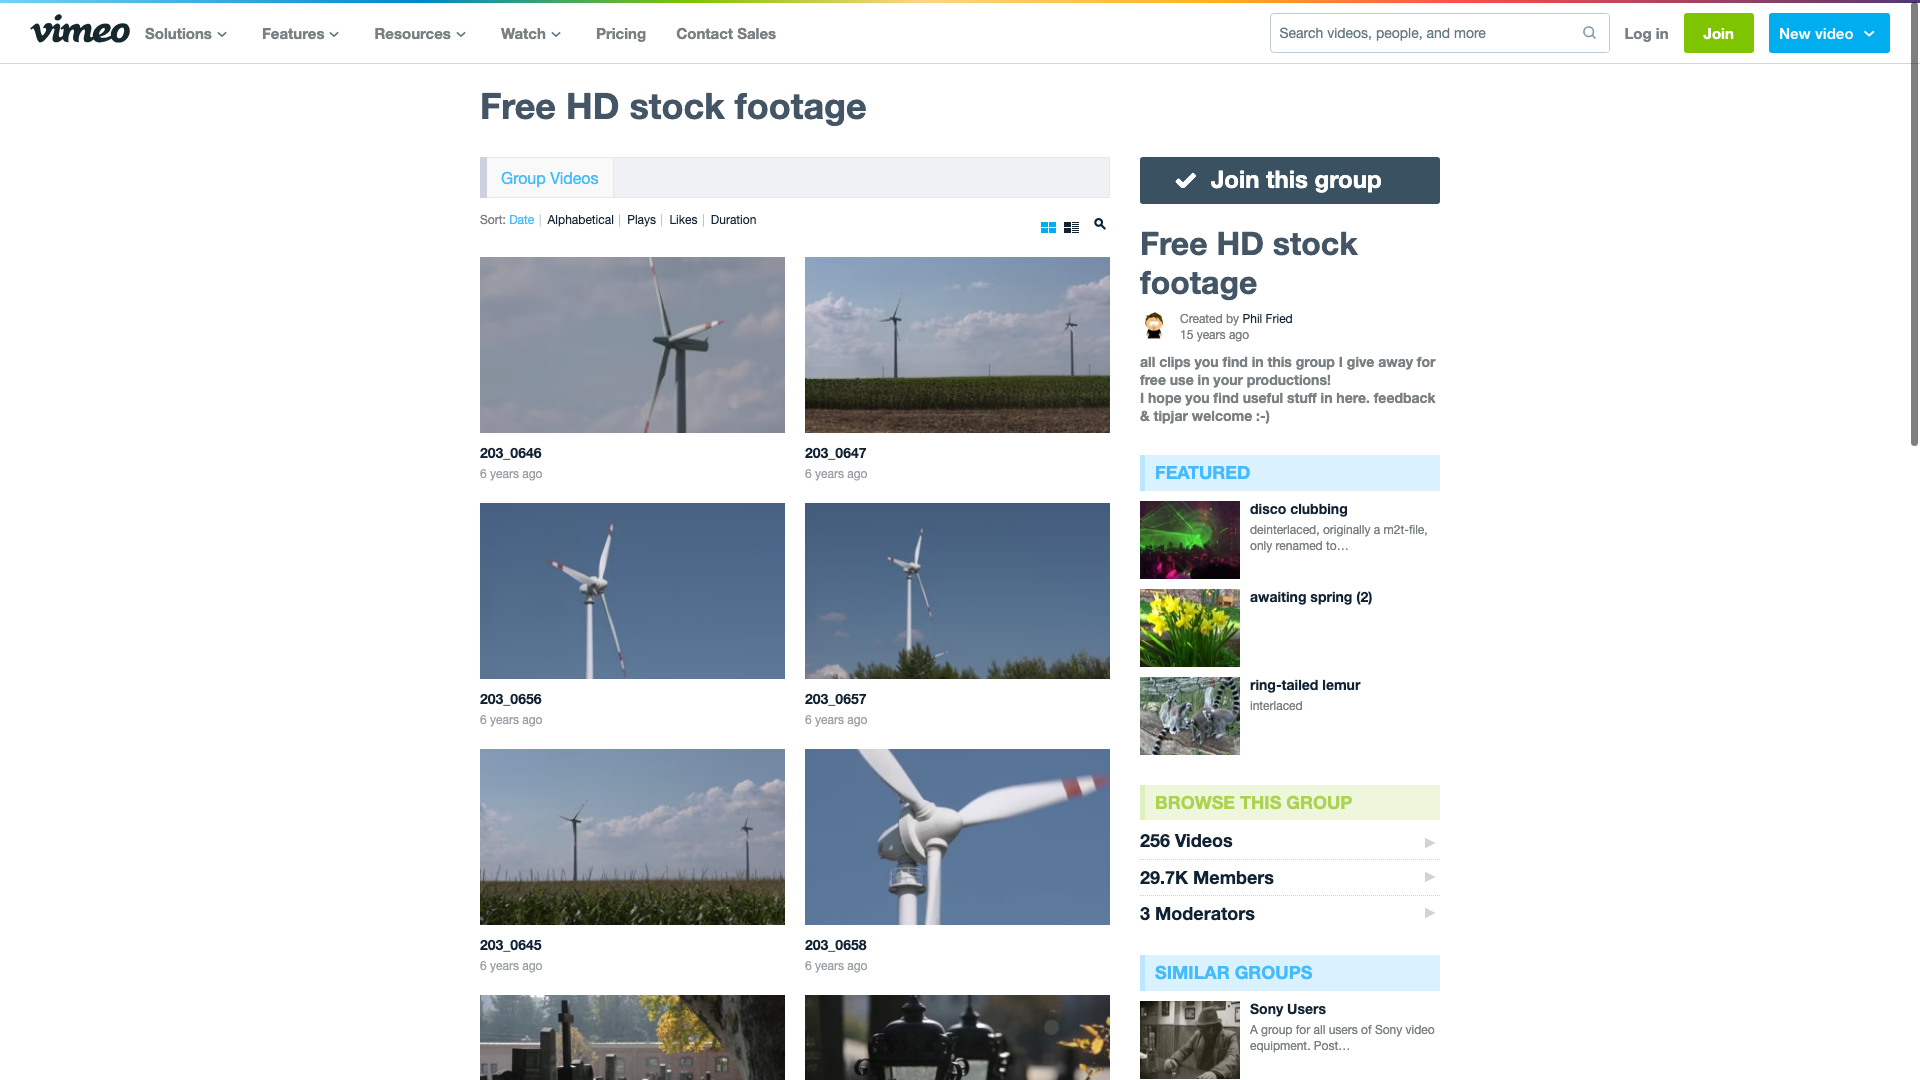 vimeo
Solutions
Features
Resources
Watch
Pricing
Contact Sales
Search videos, people, and more
Log in
Join
New video
Free HD stock footage
Group Videos
Sort: Date | Alphabetical | Plays | Likes | Duration
203_0646
6 years ago
203_0647
6 years ago
203_0656
6 years ago
203_0657
6 years ago
203_0645
6 years ago
203_0658
6 years ago
Join this group
Free HD stock
footage
Created by Phil Fried
15 years ago
all clips you find in this group I give away for
free use in your productions!
I hope you find useful stuff in here. feedback
& tipjar welcome :-)
FEATURED
disco clubbing
deinterlaced, originally a m2t-file,
only renamed to…
awaiting spring (2)
ring-tailed lemur
interlaced
BROWSE THIS GROUP
256 Videos
29.7K Members
3 Moderators
SIMILAR GROUPS
Sony Users
A group for all users of Sony video
equipment. Post…